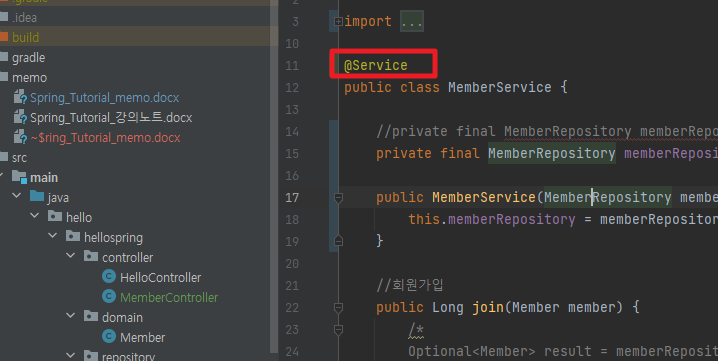 .gradle
.idea
build
gradle
memo
Spring_Tutorial_memo.docx
Spring_Tutorial_강의노트.docx
~$ring_Tutorial_memo.docx
src
main
java
hello
hellospring
controller
HelloController
MemberController
domain
Member
repository
2
3 import ...
10
11 @Service
12 public class MemberService {
13
14 //private final MemberRepository memberRepo
15 private final MemberRepository memberReposi
16
17 public MemberService(MemberRepository membe
18 this.memberRepository = memberRepositor
19 }
20
21 //회원가입
22 public Long join(Member member) {
23 /*
24 Optional<Member> result = memberReposit